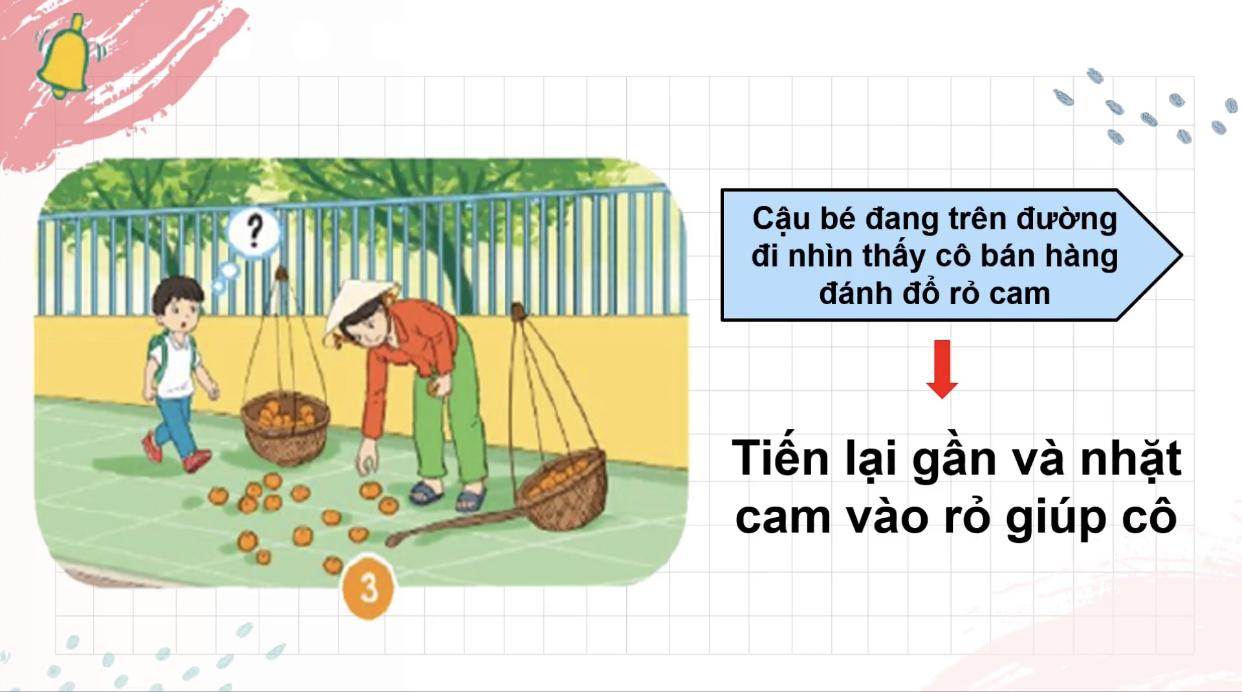 ?
3
Cậu bé đang trên đường
đi nhìn thấy cô bán hàng
đánh đổ rỏ cam
Tiến lại gần và nhặt
cam vào rỏ giúp cô